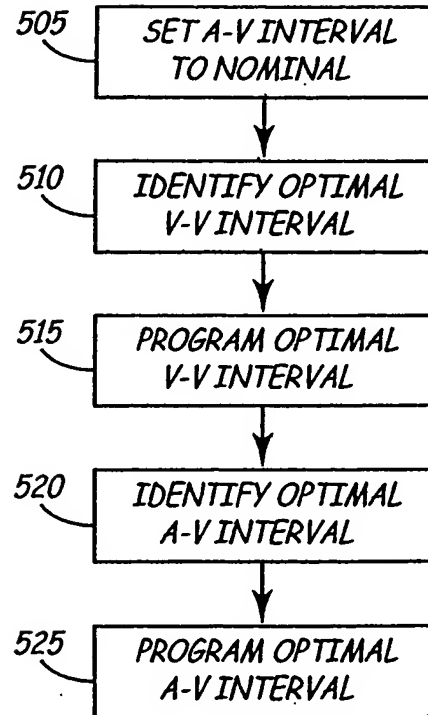 505
SET A-V INTERVAL
TO NOMINAL
510
IDENTIFY OPTIMAL
V-V INTERVAL
515
PROGRAM OPTIMAL
V-V INTERVAL
520
IDENTIFY OPTIMAL
A-V INTERVAL
525
PROGRAM OPTIMAL
A-V INTERVAL